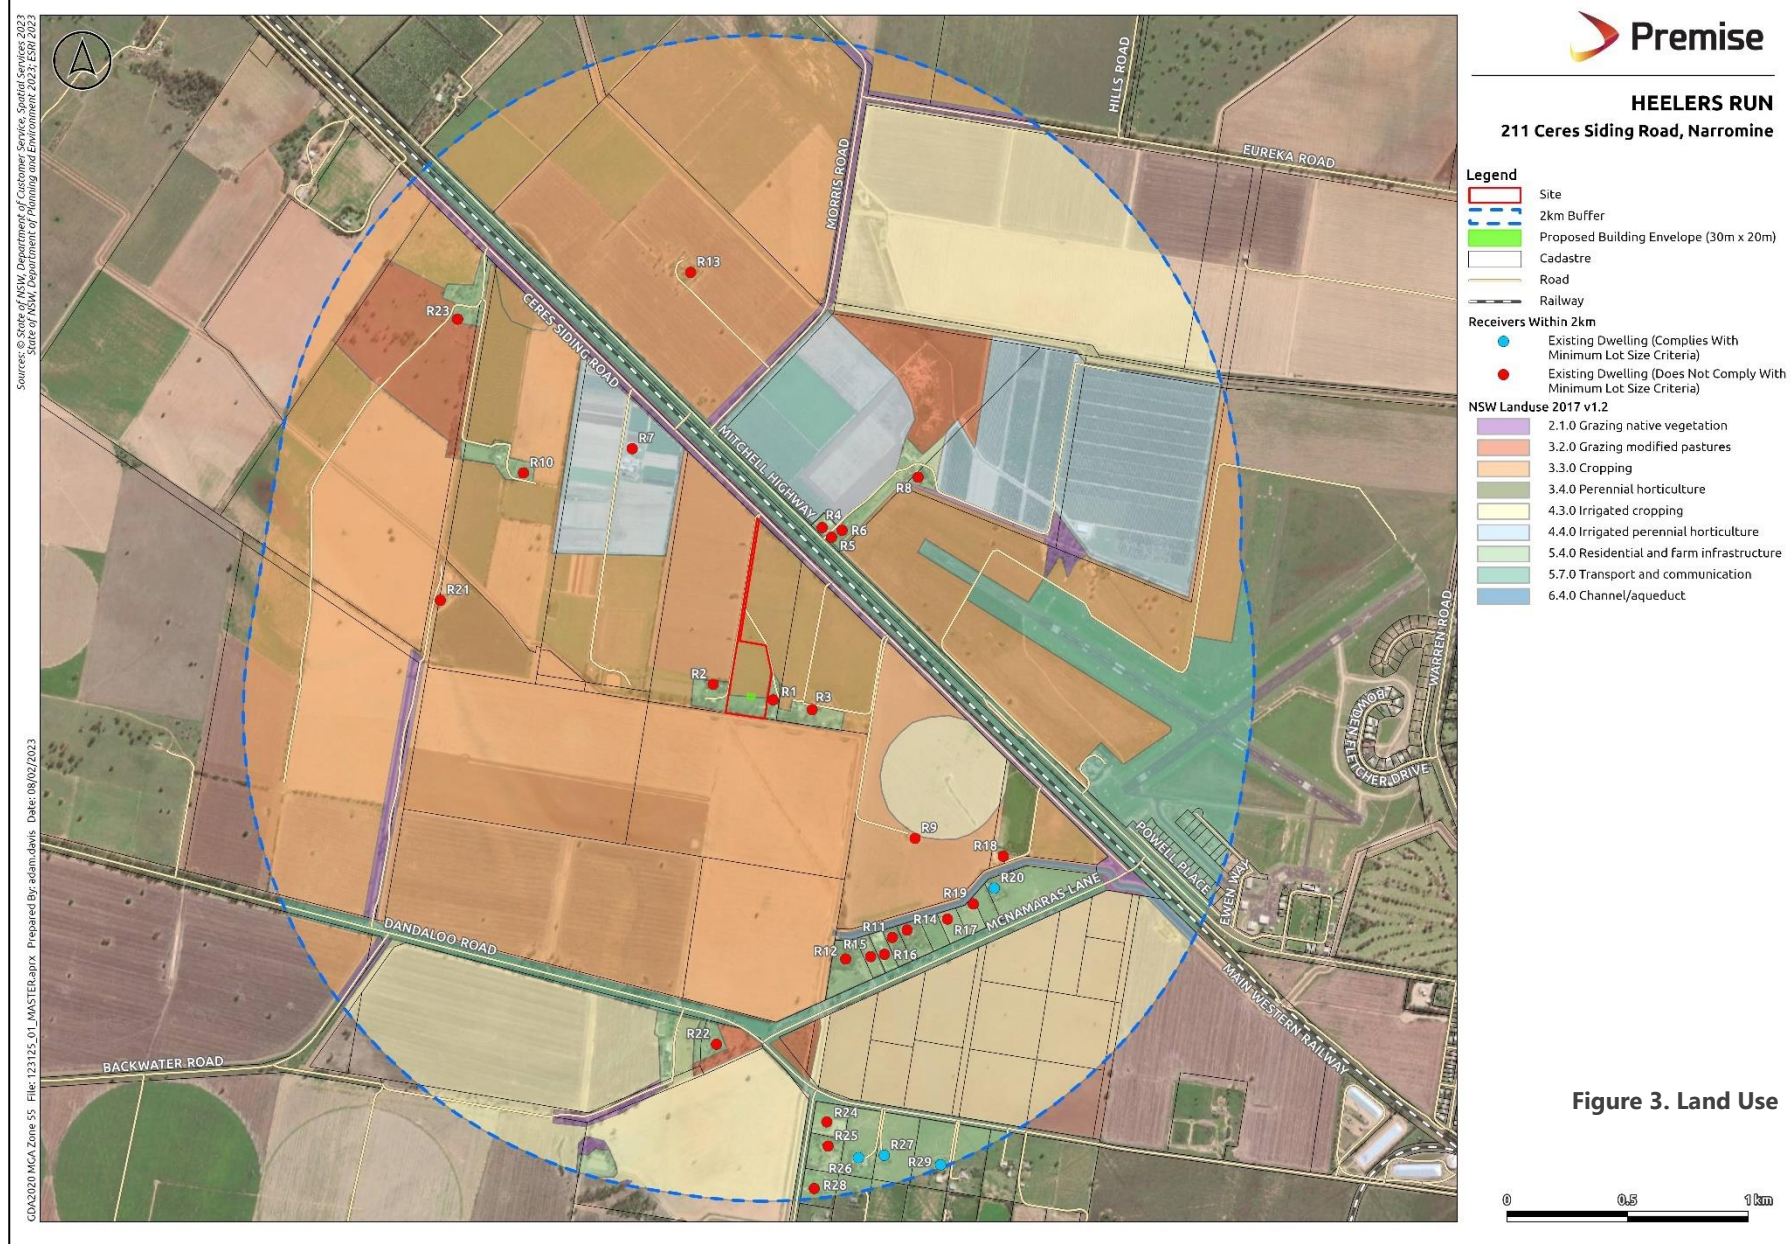 Sources: © State of NSW, Department of Customer Service, Spatial Services 2023
State of NSW, Department of Planning and Environment 2023; ESRI 2023
GDA2020 MGA Zone 55 File: 123125_01_MASTER.aprx Prepared By: adam.davis Date: 08/02/2023
Premise
HEELERS RUN
211 Ceres Siding Road, Narromine
Legend
Site
2km Buffer
Proposed Building Envelope (30m x 20m)
Cadastre
Road
Railway
Receivers Within 2km
Existing Dwelling (Complies With
Minimum Lot Size Criteria)
Existing Dwelling (Does Not Comply With
Minimum Lot Size Criteria)
NSW Landuse 2017 v1.2
2.1.0 Grazing native vegetation
3.2.0 Grazing modified pastures
3.3.0 Cropping
3.4.0 Perennial horticulture
4.3.0 Irrigated cropping
4.4.0 Irrigated perennial horticulture
5.4.0 Residential and farm infrastructure
5.7.0 Transport and communication
6.4.0 Channel/aqueduct
Figure 3. Land Use
0 0.5 1 km
HILLS ROAD
EUREKA ROAD
MORRIS ROAD
R13
R23
CERES SIDING ROAD
MITCHELL HIGHWAY
R7
R10
R8
R4
R6
R5
R21
WARREN ROAD
R2
R1
R3
BOWDEN FLETCHER DRIVE
R9
R18
POWELL PLACE
EWEN WAY
R20
R19
MCNAMARAS LANE
R14
R11
R17
R15
R12
R16
DANDALOO ROAD
MAIN WESTERN RAILWAY
R22
BACKWATER ROAD
R24
R25
R27
R26
R29
R28